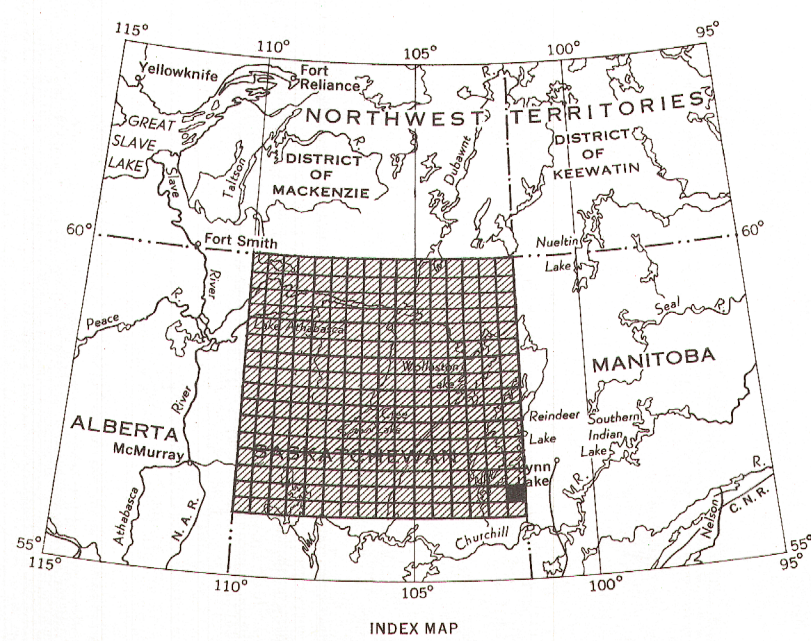 115°
110°
105°
100°
95°
Yellowknife
Fort
Reliance
R.
NORTHWEST TERRITORIES
GREAT
SLAVE
LAKE
Slave
Taltson
R.
DISTRICT
OF
MACKENZIE
Dubawnt
DISTRICT
OF
KEEWATIN
60°
Fort Smith
Nueltin
Lake
60°
River
Peace
R.
Lake Athabasca
Seal
R.
Wollaston
Lake
MANITOBA
River
Cree
Lake
Reindeer
Lake
Southern
Indian
Lake
ALBERTA
McMurray
SASKATCHEWAN
Lynn
Lake
R.
Athabasca
N. A. R.
M.R.
Nelson
C. N. R.
Churchill
55°
115°
110°
105°
100°
55°
95°
INDEX MAP